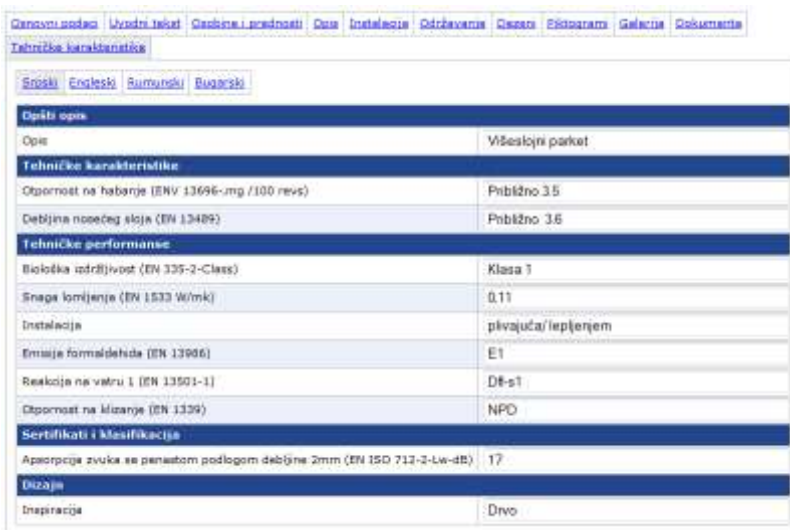 Osnovni podaci Uvodni tekst Osobine i prednosti Opis Instalacija Održavanje Dezeni Piktogrami Galerija Dokumenta
Tehničke karakteristike
Srpski Engleski Rumunski Bugarski
Opšti opis
Opis Višeslojni parket
Tehničke karakteristike
Otpornost na habanje (ENV 13696-.mg /100 revs) Približno 3.5
Debljina nosećeg sloja (EN 13489) Približno 3.6
Tehničke performanse
Biološka izdržljivost (EN 335-2-Class) Klasa 1
Snaga lomljenja (EN 1533 W/mk) 0,11
Instalacija plivajuća/lepljenjem
Emisija formaldehida (EN 13986) E1
Reakcija na vatru 1 (EN 13501-1) Dfl-s1
Otpornost na klizanje (EN 1339) NPD
Sertifikati i klasifikacija
Apsorpcija zvuka sa penastom podlogom debljine 2mm (EN ISO 712-2-Lw-dB) 17
Dizajn
Inspiracija Drvo